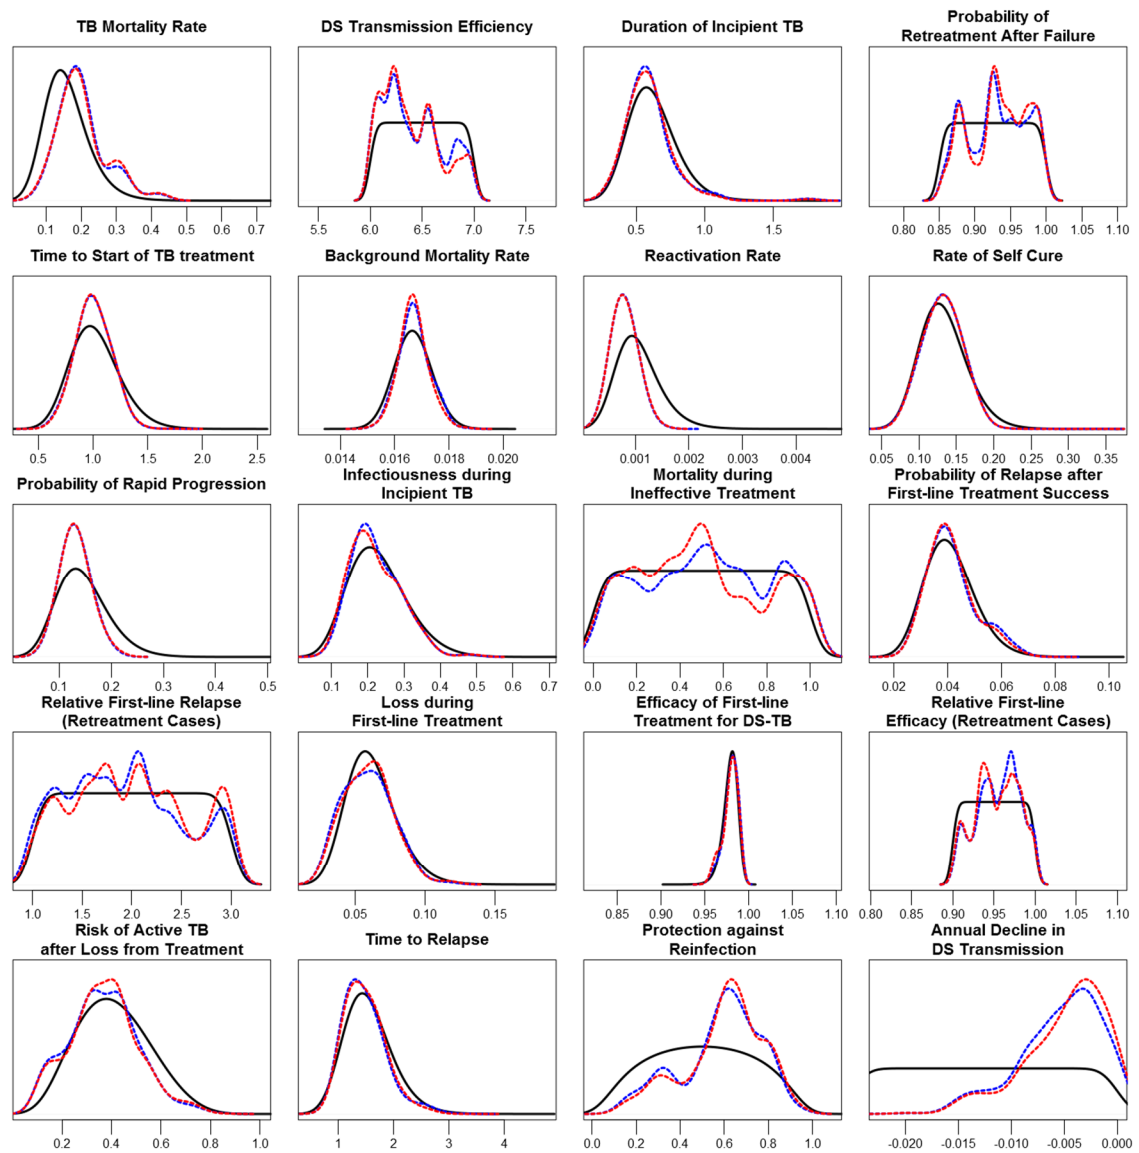 TB Mortality Rate
DS Transmission Efficiency
Duration of Incipient TB
Probability of
Retreatment After Failure
0.1 0.2 0.3 0.4 0.5 0.6 0.7
5.5 6.0 6.5 7.0 7.5
0.5 1.0 1.5
0.80 0.85 0.90 0.95 1.00 1.05 1.10
Time to Start of TB treatment
Background Mortality Rate
Reactivation Rate
Rate of Self Cure
0.5 1.0 1.5 2.0 2.5
0.014 0.016 0.018 0.020
0.001 0.002 0.003 0.004
0.05 0.10 0.15 0.20 0.25 0.30 0.35
Probability of Rapid Progression
Infectiousness during
Incipient TB
Mortality during
Ineffective Treatment
Probability of Relapse after
First-line Treatment Success
0.1 0.2 0.3 0.4 0.5
0.1 0.2 0.3 0.4 0.5 0.6 0.7
0.0 0.2 0.4 0.6 0.8 1.0
0.02 0.04 0.06 0.08 0.10
Relative First-line Relapse
(Retreatment Cases)
Loss during
First-line Treatment
Efficacy of First-line
Treatment for DS-TB
Relative First-line
Efficacy (Retreatment Cases)
1.0 1.5 2.0 2.5 3.0
0.05 0.10 0.15
0.85 0.90 0.95 1.00 1.05 1.10
0.80 0.85 0.90 0.95 1.00 1.05 1.10
Risk of Active TB
after Loss from Treatment
Time to Relapse
Protection against
Reinfection
Annual Decline in
DS Transmission
0.2 0.4 0.6 0.8 1.0
1 2 3 4
0.0 0.2 0.4 0.6 0.8 1.0
-0.020 -0.015 -0.010 -0.005 0.000